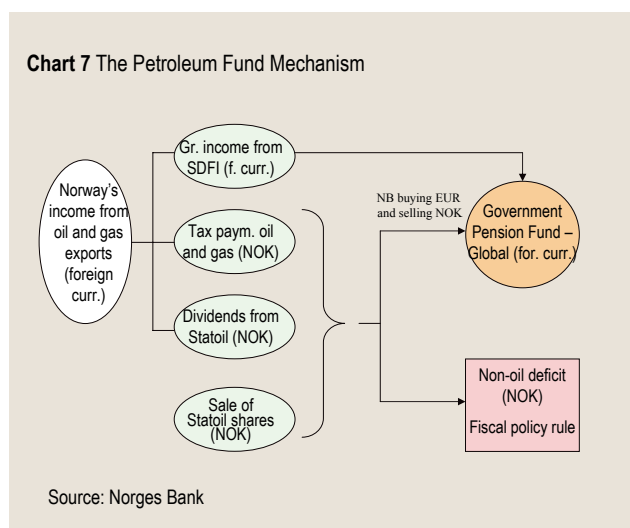 Chart 7 The Petroleum Fund Mechanism
Norway's
income from
oil and gas
exports
(foreign
curr.)
Gr. income from
SDFI (f. curr.)
Tax paym. oil
and gas (NOK)
Dividends from
Statoil (NOK)
Sale of
Statoil shares
(NOK)
NB buying EUR
and selling NOK
Government
Pension Fund –
Global (for. curr.)
Non-oil deficit
(NOK)
Fiscal policy rule
Source: Norges Bank